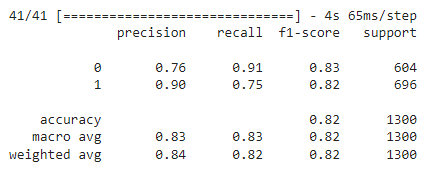 41/41 [==============================] - 4s 65ms/step
precision recall f1-score support
0 0.76 0.91 0.83 604
1 0.90 0.75 0.82 696
accuracy 0.82 1300
macro avg 0.83 0.83 0.82 1300
weighted avg 0.84 0.82 0.82 1300